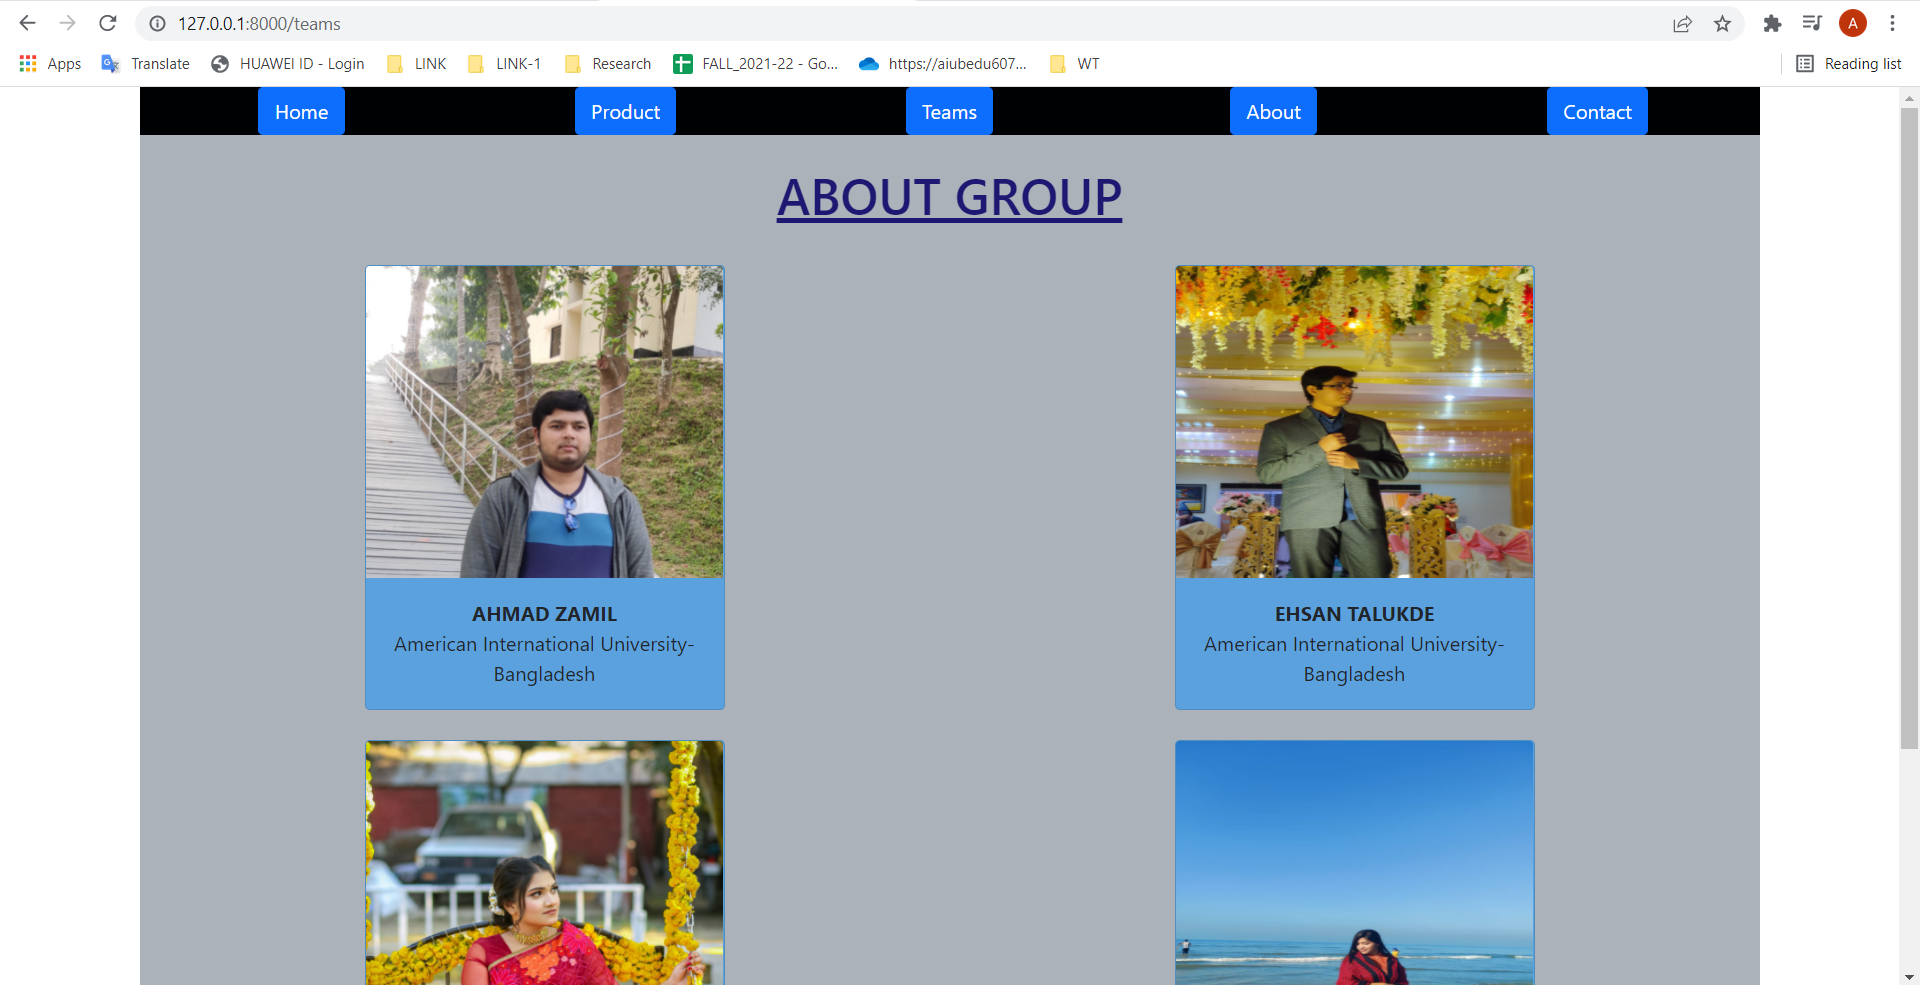 127.0.0.1:8000/teams
A
Apps
Translate
HUAWEI ID - Login
LINK
LINK-1
Research
FALL_2021-22 - Go...
https://aiubedu607...
WT
Reading list
Home
Product
Teams
About
Contact
ABOUT GROUP
AHMAD ZAMIL
American International University-
Bangladesh
EHSAN TALUKDE
American International University-
Bangladesh